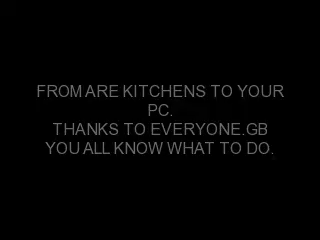 FROM ARE KITCHENS TO YOUR
PC.
THANKS TO EVERYONE.GB
YOU ALL KNOW WHAT TO DO.